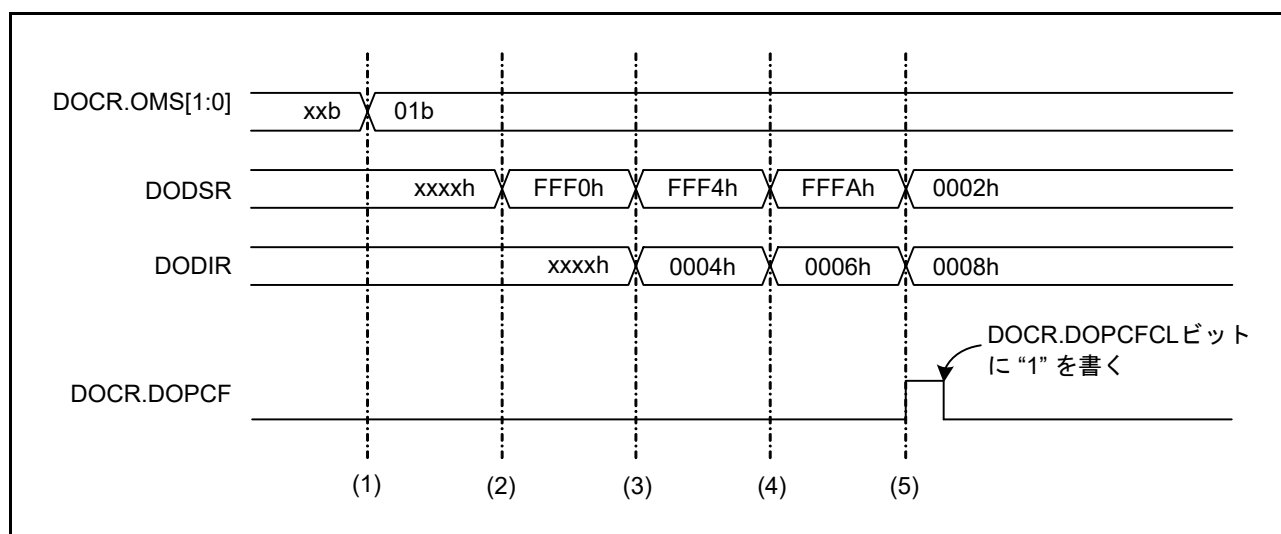 DOCR.OMS[1:0] xxb 01b
DODSR xxxxh FFF0h FFF4h FFFAh 0002h
DODIR xxxxh 0004h 0006h 0008h
DOCR.DOPCFCLビット
に “1” を書く
DOCR.DOPCF
(1) (2) (3) (4) (5)